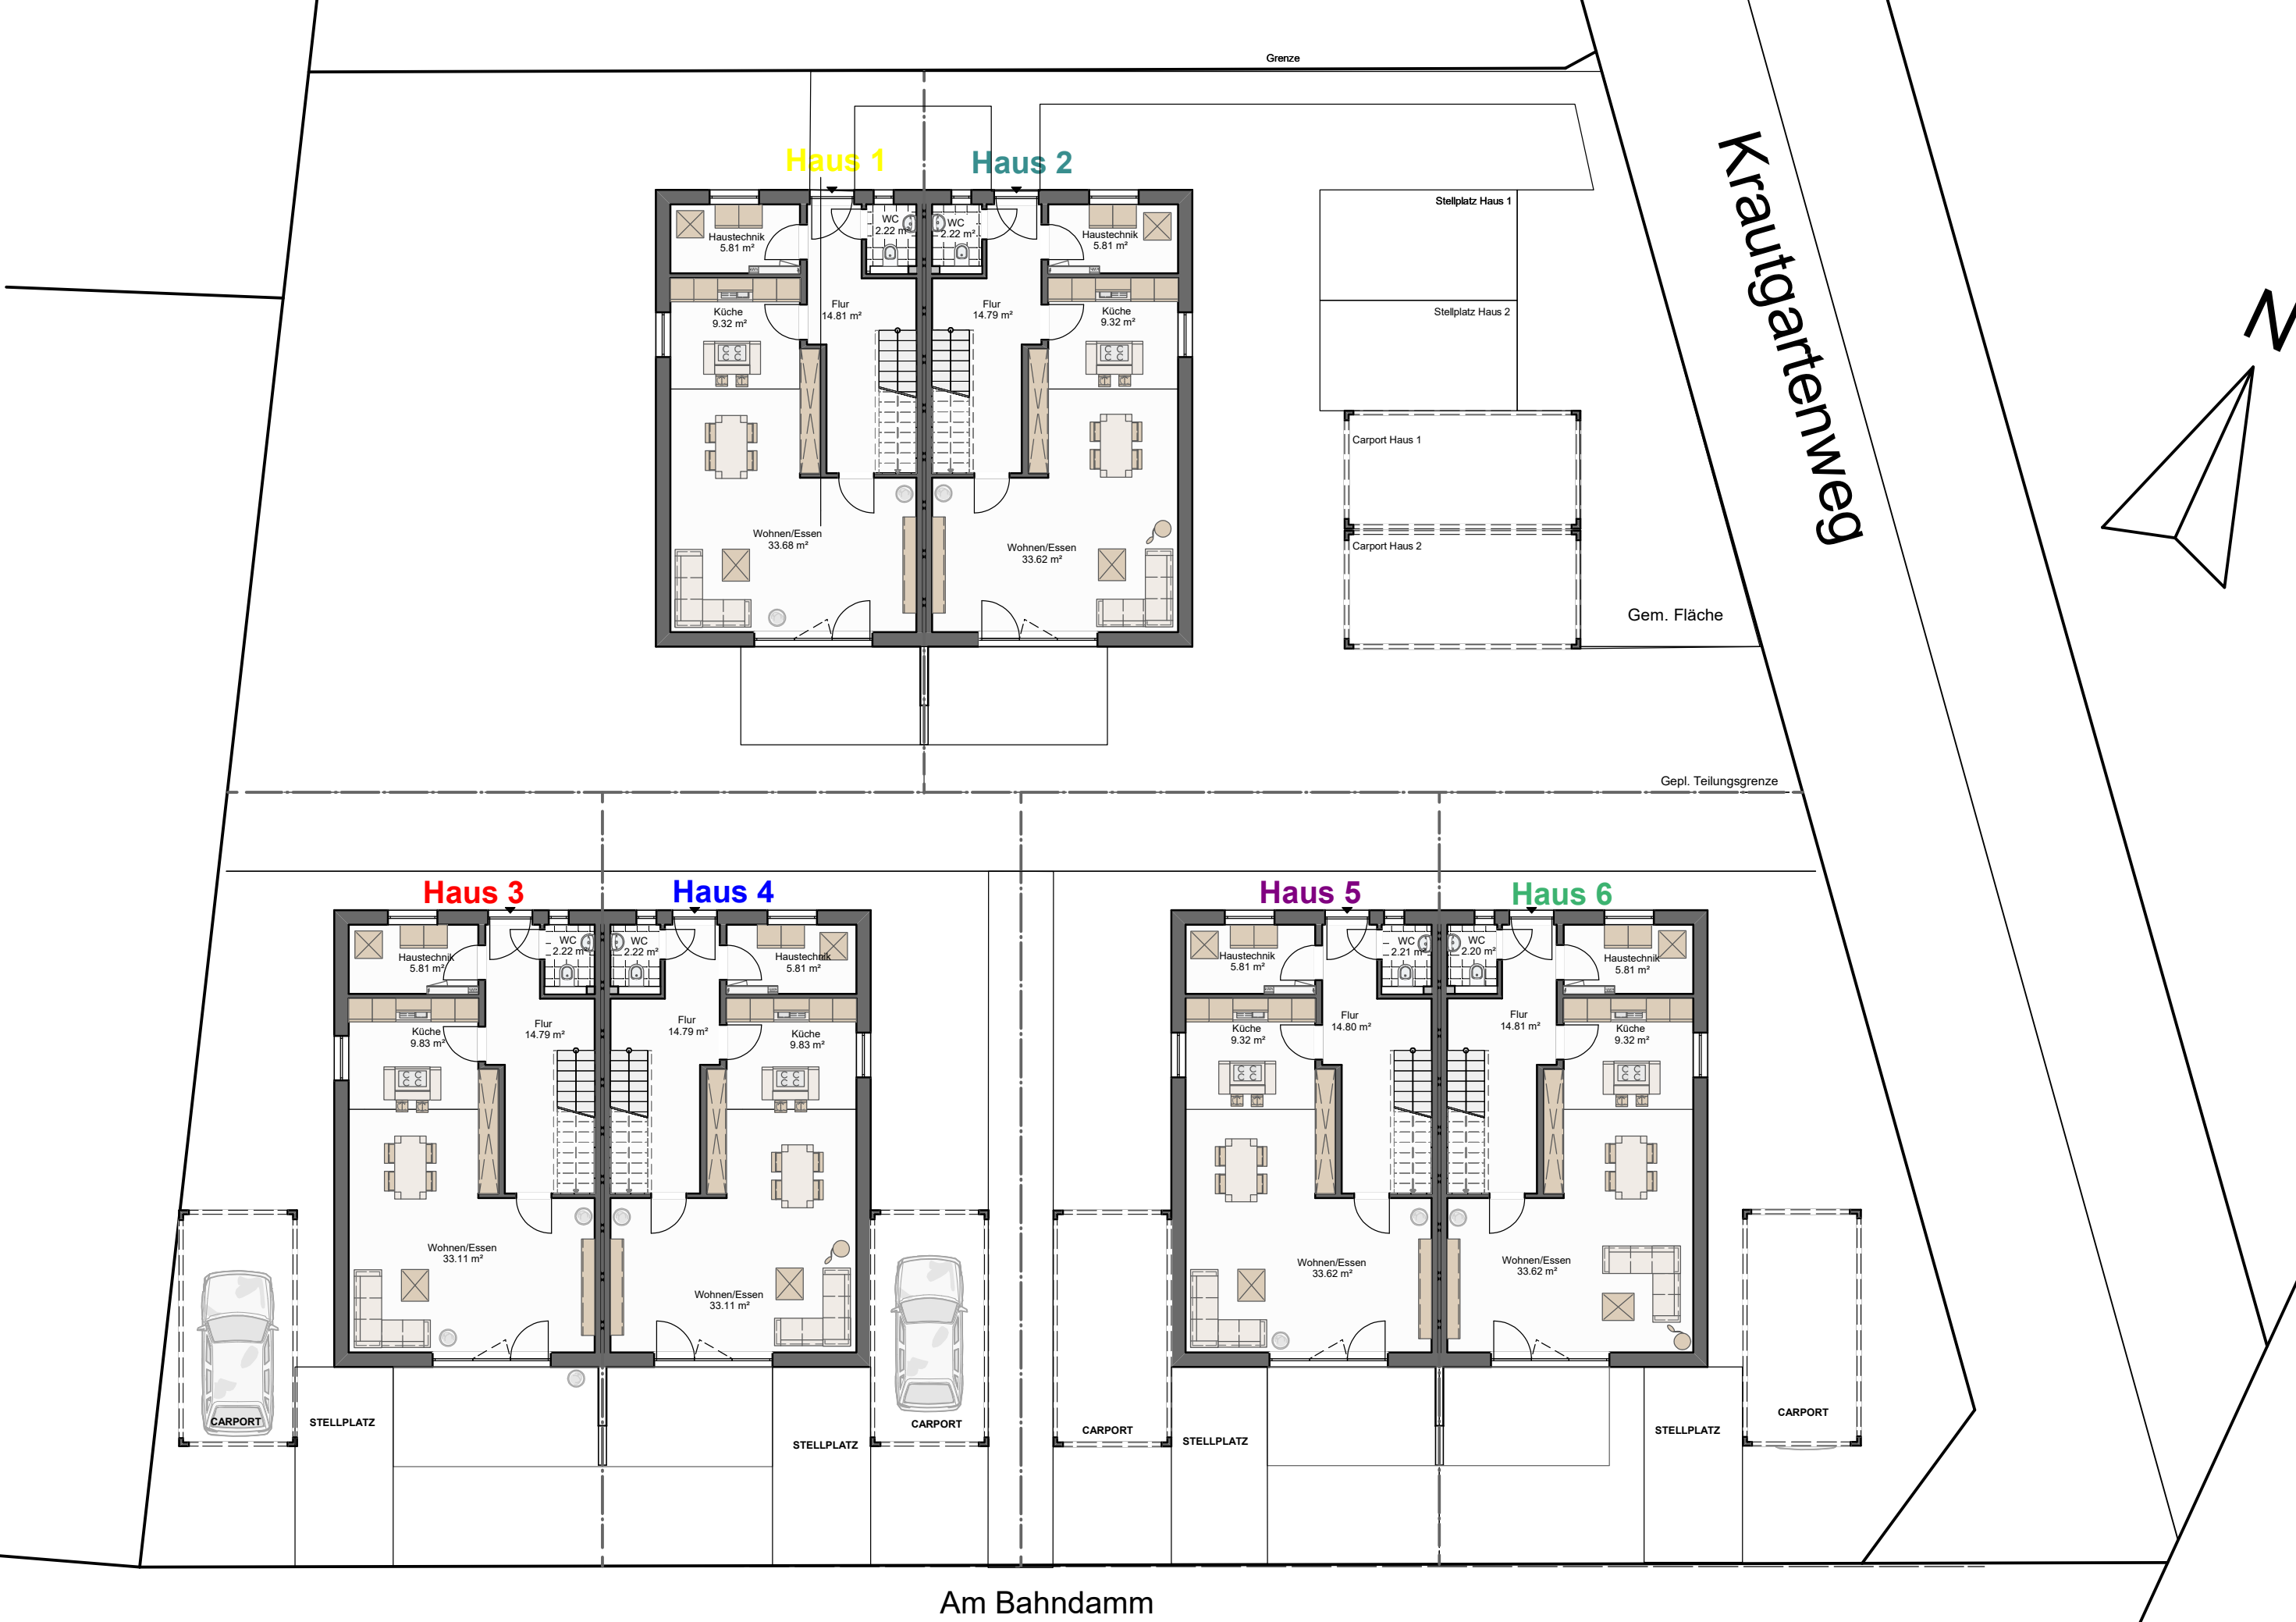 Grenze
Haus 1
Haus 2
Krautgartenweg
N
Stellplatz Haus 1
Stellplatz Haus 2
Carport Haus 1
Carport Haus 2
Gem. Fläche
Haustechnik
5.81 m²
WC
2.22 m²
WC
2.22 m²
Haustechnik
5.81 m²
Küche
9.32 m²
Flur
14.81 m²
Flur
14.79 m²
Küche
9.32 m²
Wohnen/Essen
33.68 m²
Wohnen/Essen
33.62 m²
Gepl. Teilungsgrenze
Haus 3
Haus 4
Haus 5
Haus 6
Haustechnik
5.81 m²
WC
2.22 m²
WC
2.22 m²
Haustechnik
5.81 m²
Haustechnik
5.81 m²
WC
2.21 m²
WC
2.20 m²
Haustechnik
5.81 m²
Küche
9.83 m²
Flur
14.79 m²
Flur
14.79 m²
Küche
9.83 m²
Küche
9.32 m²
Flur
14.80 m²
Flur
14.81 m²
Küche
9.32 m²
Wohnen/Essen
33.11 m²
Wohnen/Essen
33.11 m²
Wohnen/Essen
33.62 m²
Wohnen/Essen
33.62 m²
CARPORT
STELLPLATZ
STELLPLATZ
CARPORT
CARPORT
STELLPLATZ
STELLPLATZ
CARPORT
Am Bahndamm